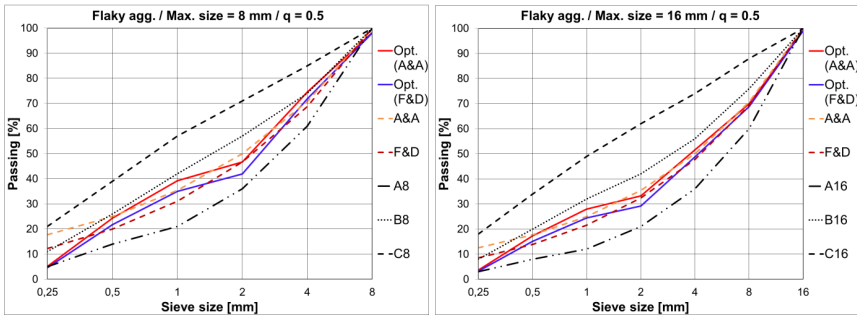 Flaky agg. / Max. size = 8 mm / q = 0.5
100
90
80
70
60
50
40
30
20
10
0
Passing [%]
0,25
0,5
1
2
4
8
Sieve size [mm]
Opt.
(A&A)
Opt.
(F&D)
A&A
F&D
A8
B8
C8
Flaky agg. / Max. size = 16 mm / q = 0.5
100
90
80
70
60
50
40
30
20
10
0
Passing [%]
0,25
0,5
1
2
4
8
16
Sieve size [mm]
Opt.
(A&A)
Opt.
(F&D)
A&A
F&D
A16
B16
C16